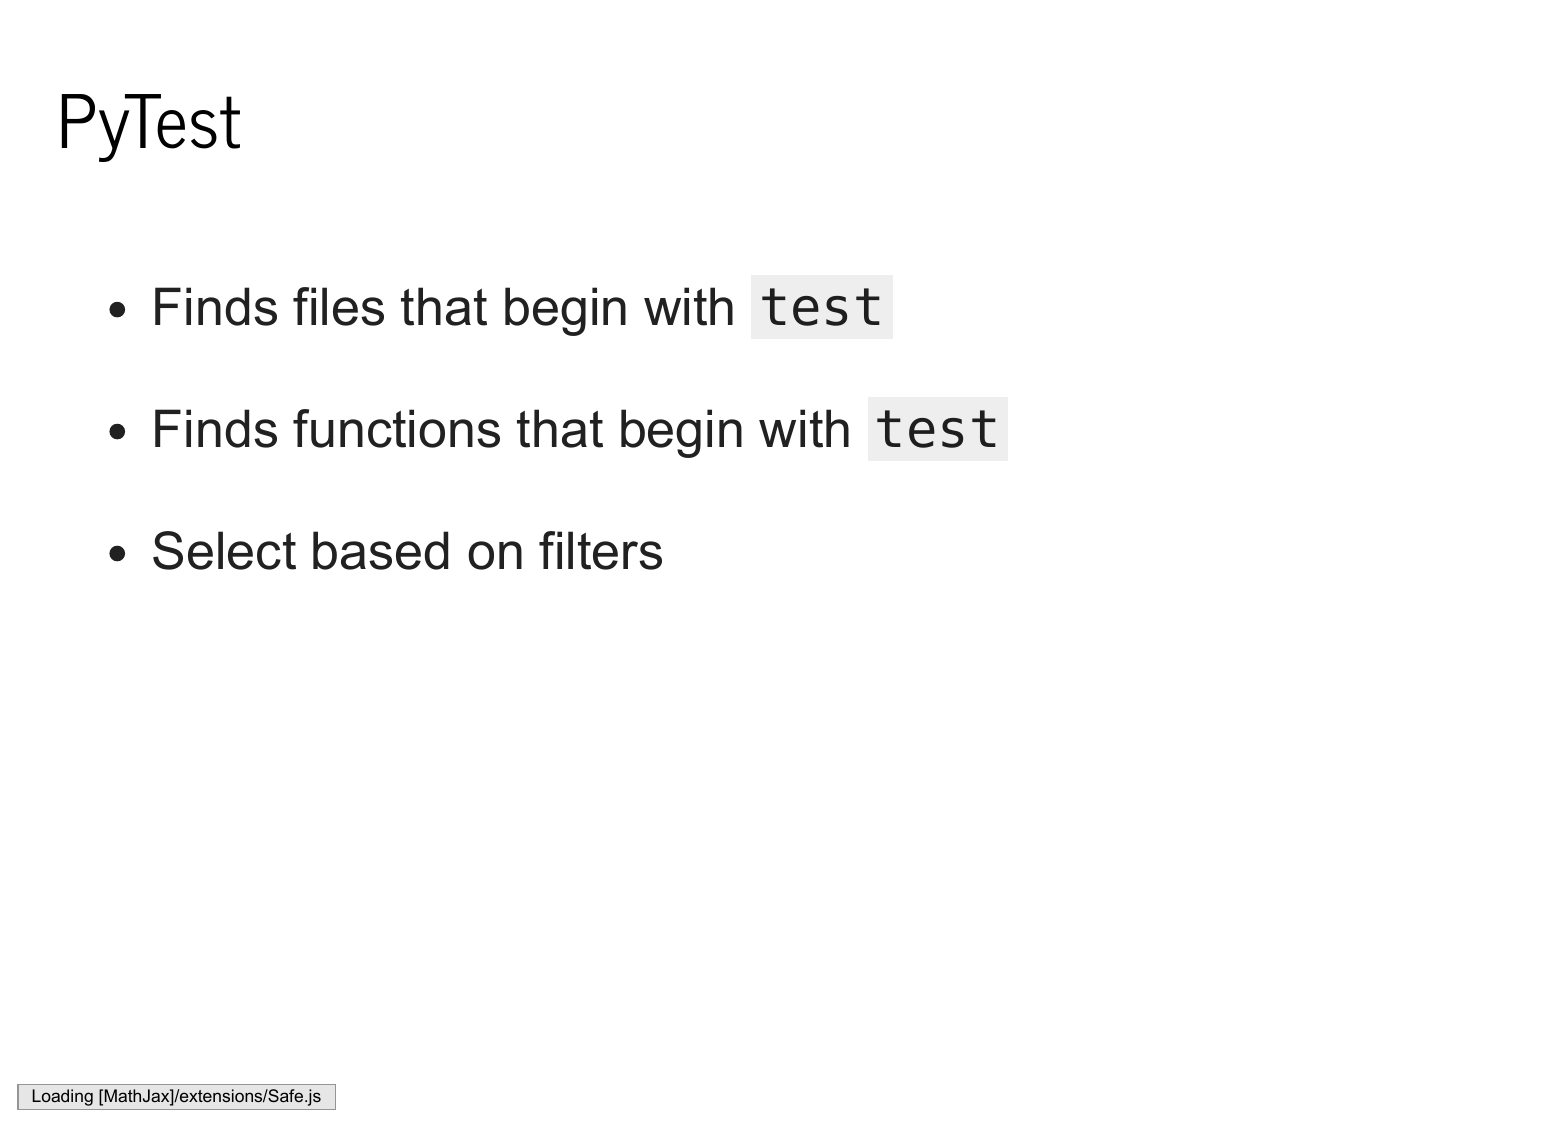 PyTest
• Finds files that begin with test
• Finds functions that begin with test
• Select based on filters
Loading [MathJax]/extensions/Safe.js